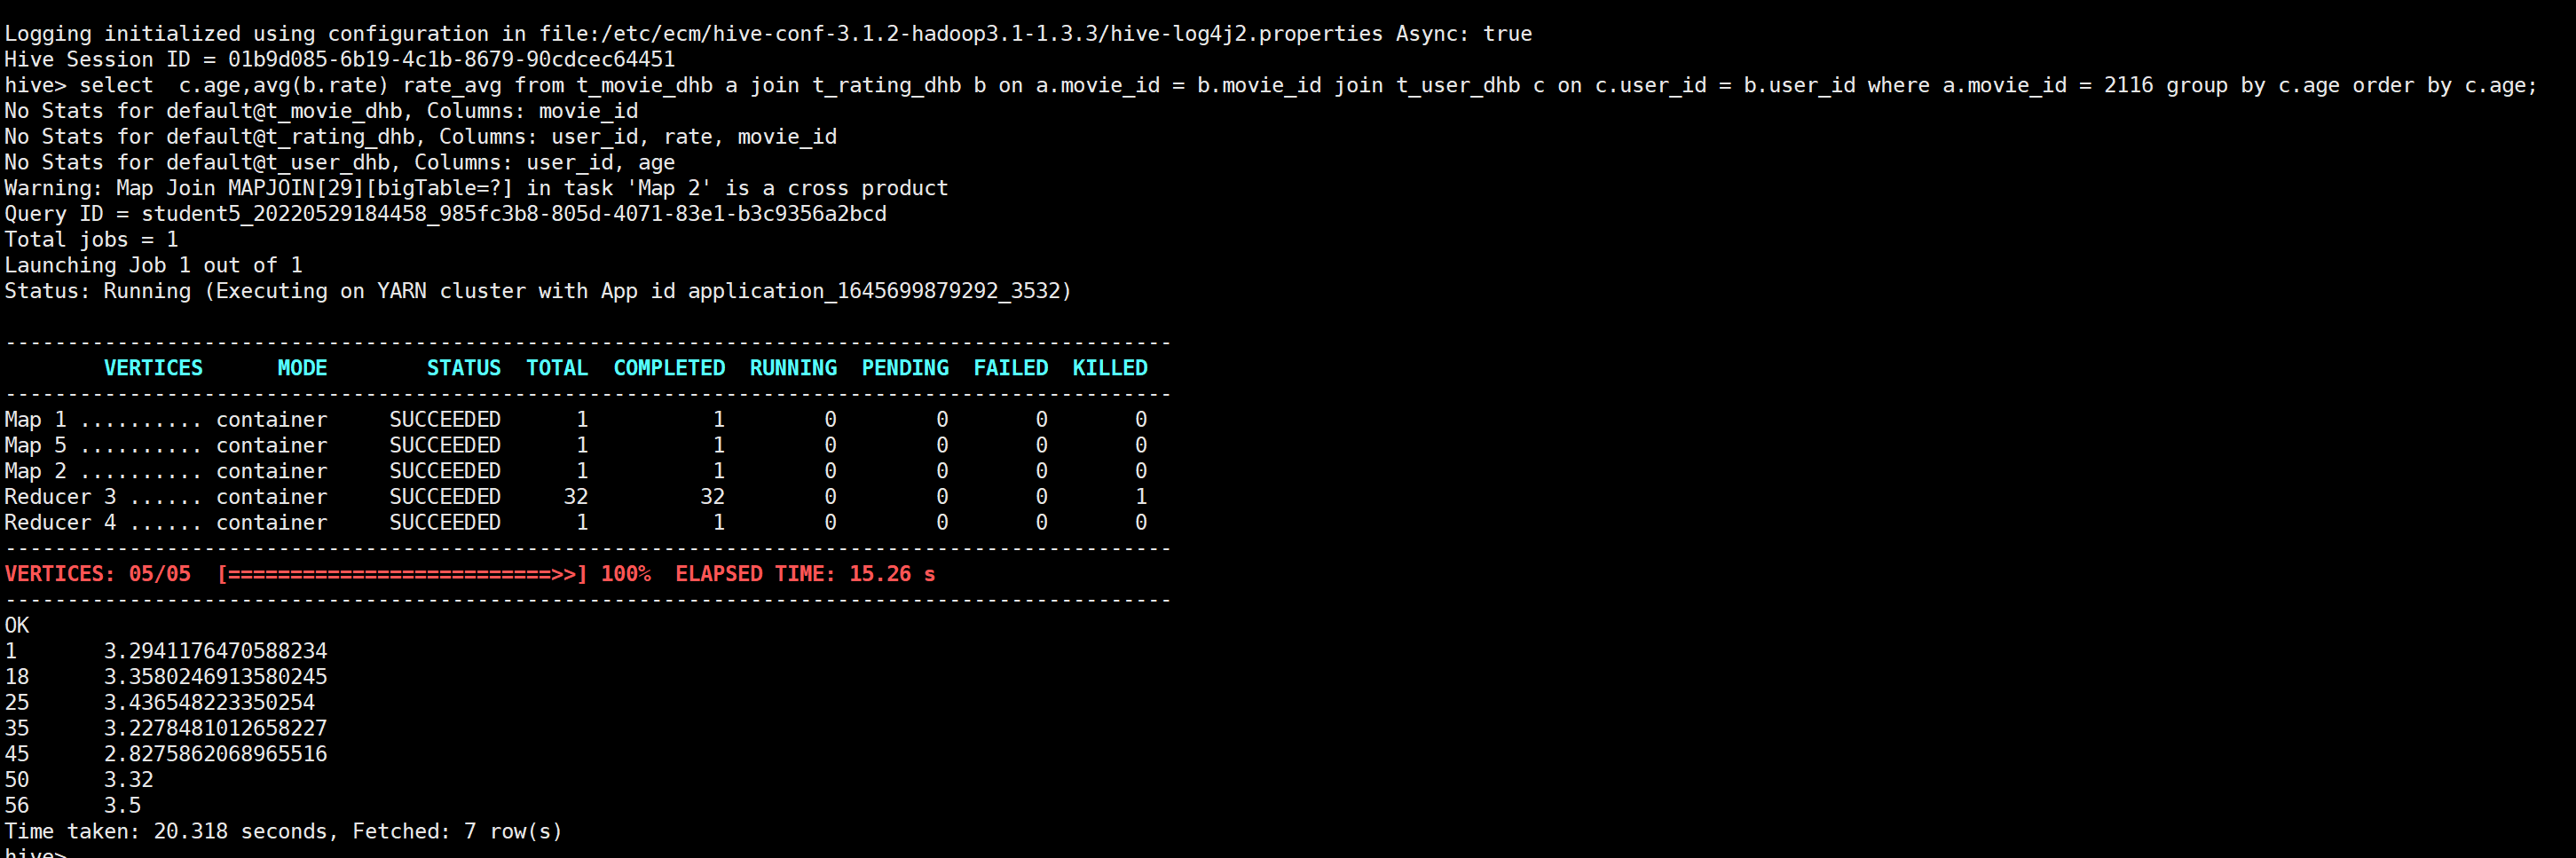 Logging initialized using configuration in file:/etc/ecm/hive-conf-3.1.2-hadoop3.1-1.3.3/hive-log4j2.properties Async: true
Hive Session ID = 01b9d085-6b19-4c1b-8679-90cdcec64451
hive> select  c.age,avg(b.rate) rate_avg from t_movie_dhb a join t_rating_dhb b on a.movie_id = b.movie_id join t_user_dhb c on c.user_id = b.user_id where a.movie_id = 2116 group by c.age order by c.age;
No Stats for default@t_movie_dhb, Columns: movie_id
No Stats for default@t_rating_dhb, Columns: user_id, rate, movie_id
No Stats for default@t_user_dhb, Columns: user_id, age
Warning: Map Join MAPJOIN[29][bigTable=?] in task 'Map 2' is a cross product
Query ID = student5_20220529184458_985fc3b8-805d-4071-83e1-b3c9356a2bcd
Total jobs = 1
Launching Job 1 out of 1
Status: Running (Executing on YARN cluster with App id application_1645699879292_3532)
----------------------------------------------------------------------------------------------
        VERTICES      MODE        STATUS  TOTAL  COMPLETED  RUNNING  PENDING  FAILED  KILLED
----------------------------------------------------------------------------------------------
Map 1 .......... container     SUCCEEDED      1          1        0        0       0       0
Map 5 .......... container     SUCCEEDED      1          1        0        0       0       0
Map 2 .......... container     SUCCEEDED      1          1        0        0       0       0
Reducer 3 ...... container     SUCCEEDED     32         32        0        0       0       1
Reducer 4 ...... container     SUCCEEDED      1          1        0        0       0       0
----------------------------------------------------------------------------------------------
VERTICES: 05/05  [==========================>>] 100%  ELAPSED TIME: 15.26 s
----------------------------------------------------------------------------------------------
OK
1       3.2941176470588234
18      3.3580246913580245
25      3.436548223350254
35      3.2278481012658227
45      2.8275862068965516
50      3.32
56      3.5
Time taken: 20.318 seconds, Fetched: 7 row(s)
hive>